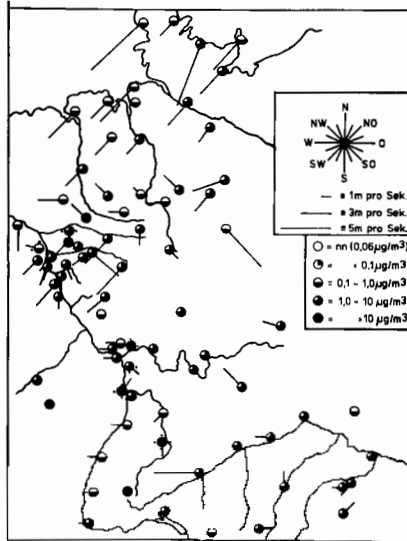 N
NW NO
W O
SW SO
S
= 1m pro Sek.
= 3m pro Sek.
= 5m pro Sek.
= nn (0,06µg/m³)
= < 0,1µg/m³
= 0,1 - 1,0µg/m³
= 1,0 - 10 µg/m³
= >10 µg/m³